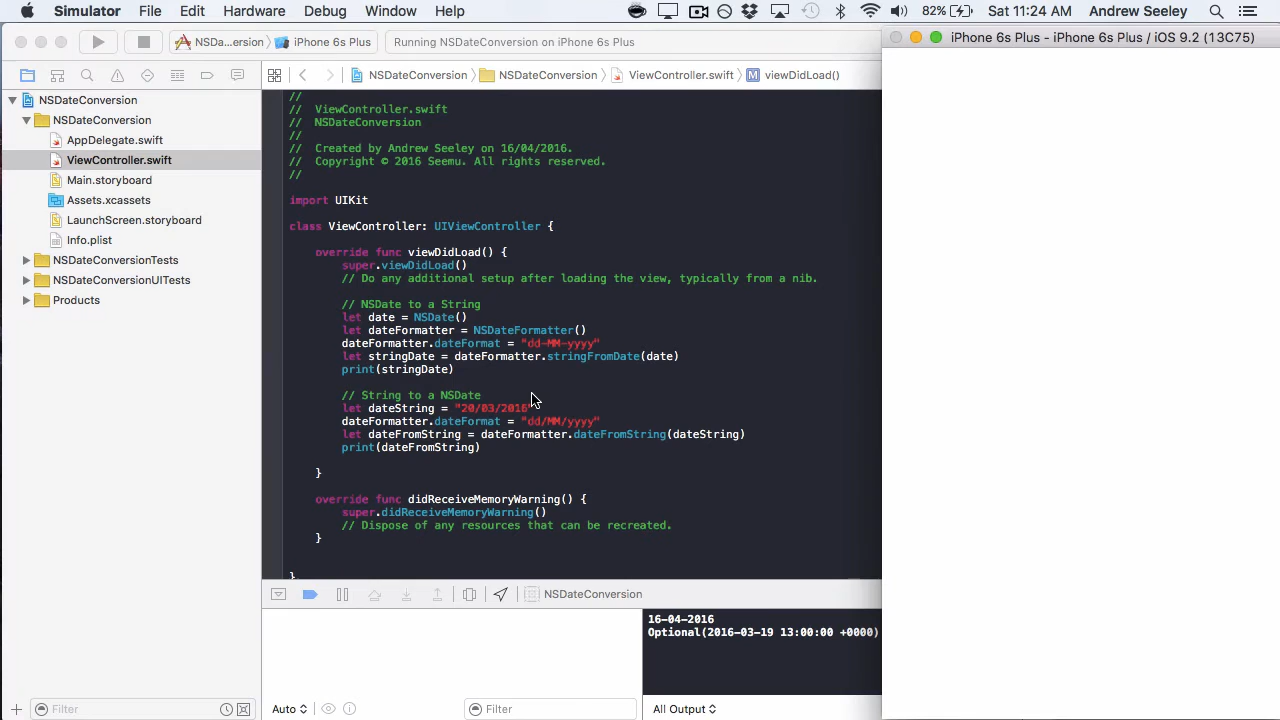 Simulator File Edit Hardware Debug Window Help 82% Sat 11:24 AM Andrew Seeley
NSDa...ersion iPhone 6s Plus Running NSDateConversion on iPhone 6s Plus
iPhone 6s Plus - iPhone 6s Plus / iOS 9.2 (13C75)
NSDateConversion NSDateConversion ViewController.swift M viewDidLoad()
NSDateConversion
NSDateConversion
AppDelegate.swift
ViewController.swift
Main.storyboard
Assets.xcassets
LaunchScreen.storyboard
Info.plist
NSDateConversionTests
NSDateConversionUITests
Products
//
// ViewController.swift
// NSDateConversion
//
// Created by Andrew Seeley on 16/04/2016.
// Copyright © 2016 Seemu. All rights reserved.
//
import UIKit
class ViewController: UIViewController {
override func viewDidLoad() {
super.viewDidLoad()
// Do any additional setup after loading the view, typically from a nib.
// NSDate to a String
let date = NSDate()
let dateFormatter = NSDateFormatter()
dateFormatter.dateFormat = "dd-MM-yyyy"
let stringDate = dateFormatter.stringFromDate(date)
print(stringDate)
// String to a NSDate
let dateString = "20/03/2016"
dateFormatter.dateFormat = "dd/MM/yyyy"
let dateFromString = dateFormatter.dateFromString(dateString)
print(dateFromString)
}
override func didReceiveMemoryWarning() {
super.didReceiveMemoryWarning()
// Dispose of any resources that can be recreated.
}
}
NSDateConversion
16-04-2016
Optional(2016-03-19 13:00:00 +0000)
Filter
Auto
Filter
All Output